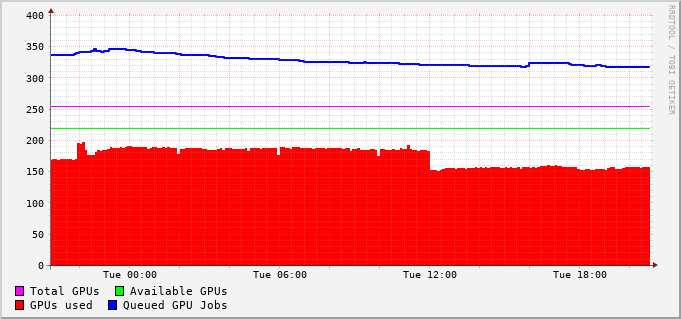 400
350
300
250
200
150
100
50
0
Tue 00:00 Tue 06:00 Tue 12:00 Tue 18:00
Total GPUs Available GPUs
GPUs used Queued GPU Jobs
RRDTOOL / TOBI OETIKER